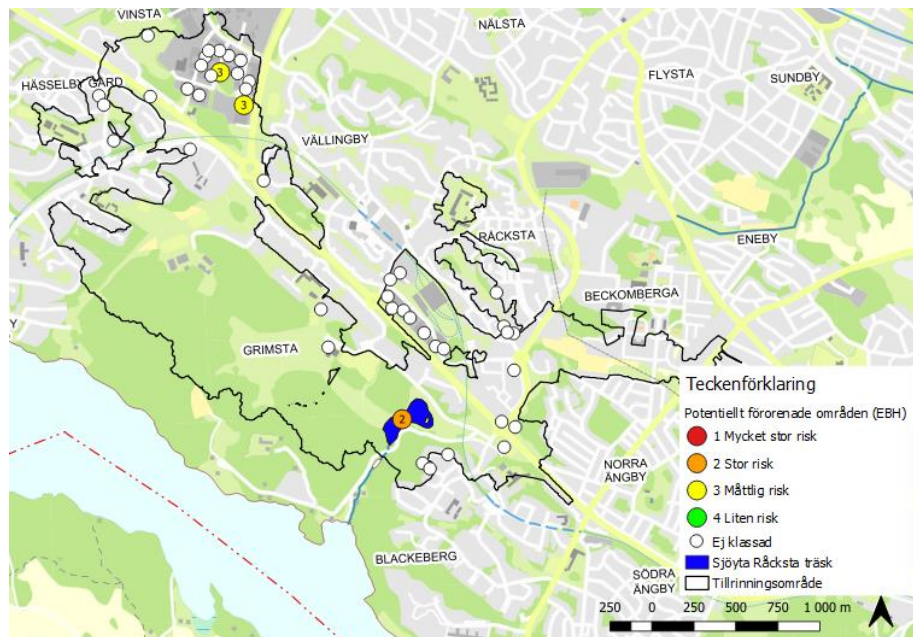 VINSTA
NÄLSTA
3
HÄSSELBY GÅRD
FLYSTA
SUNDBY
3
VÄLLINGBY
RÅCKSTA
ENEBY
BECKOMBERGA
GRIMSTA
2
NORRA
ÄNGBY
BLACKEBERG
SÖDRA
ÄNGBY
Teckenförklaring
Potentiellt förorenade områden (EBH)
1 Mycket stor risk
2 Stor risk
3 Måttlig risk
4 Liten risk
Ej klassad
Sjöyta Råcksta träsk
Tillrinningsområde
250 0 250 500 750 1 000 m